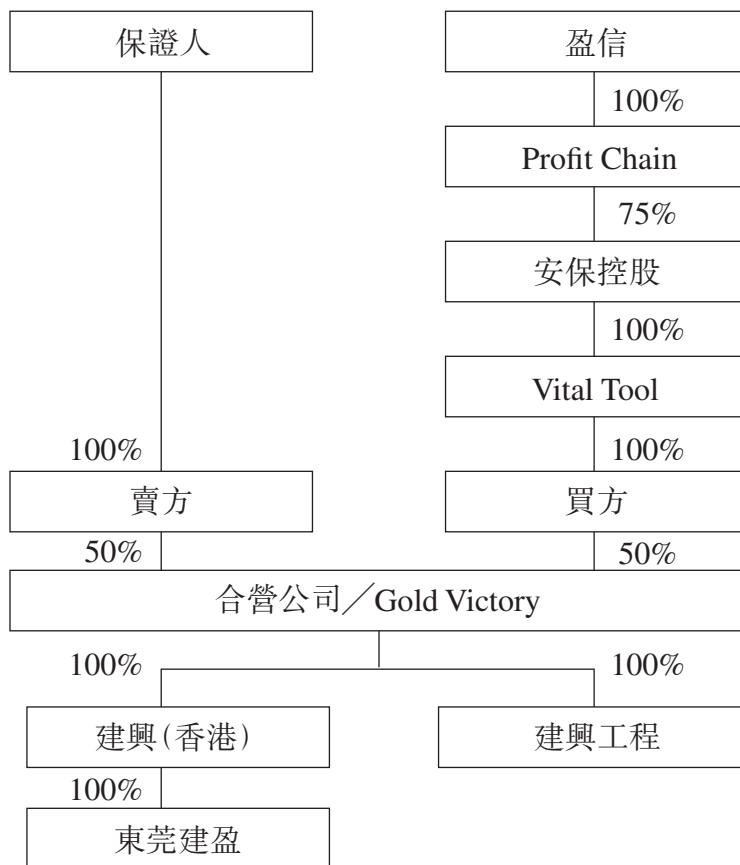 保證人
盈信
100%
Profit Chain
75%
安保控股
100%
Vital Tool
100%
100%
賣方
買方
50%
50%
合營公司／Gold Victory
100%
100%
建興(香港)
建興工程
100%
東莞建盈